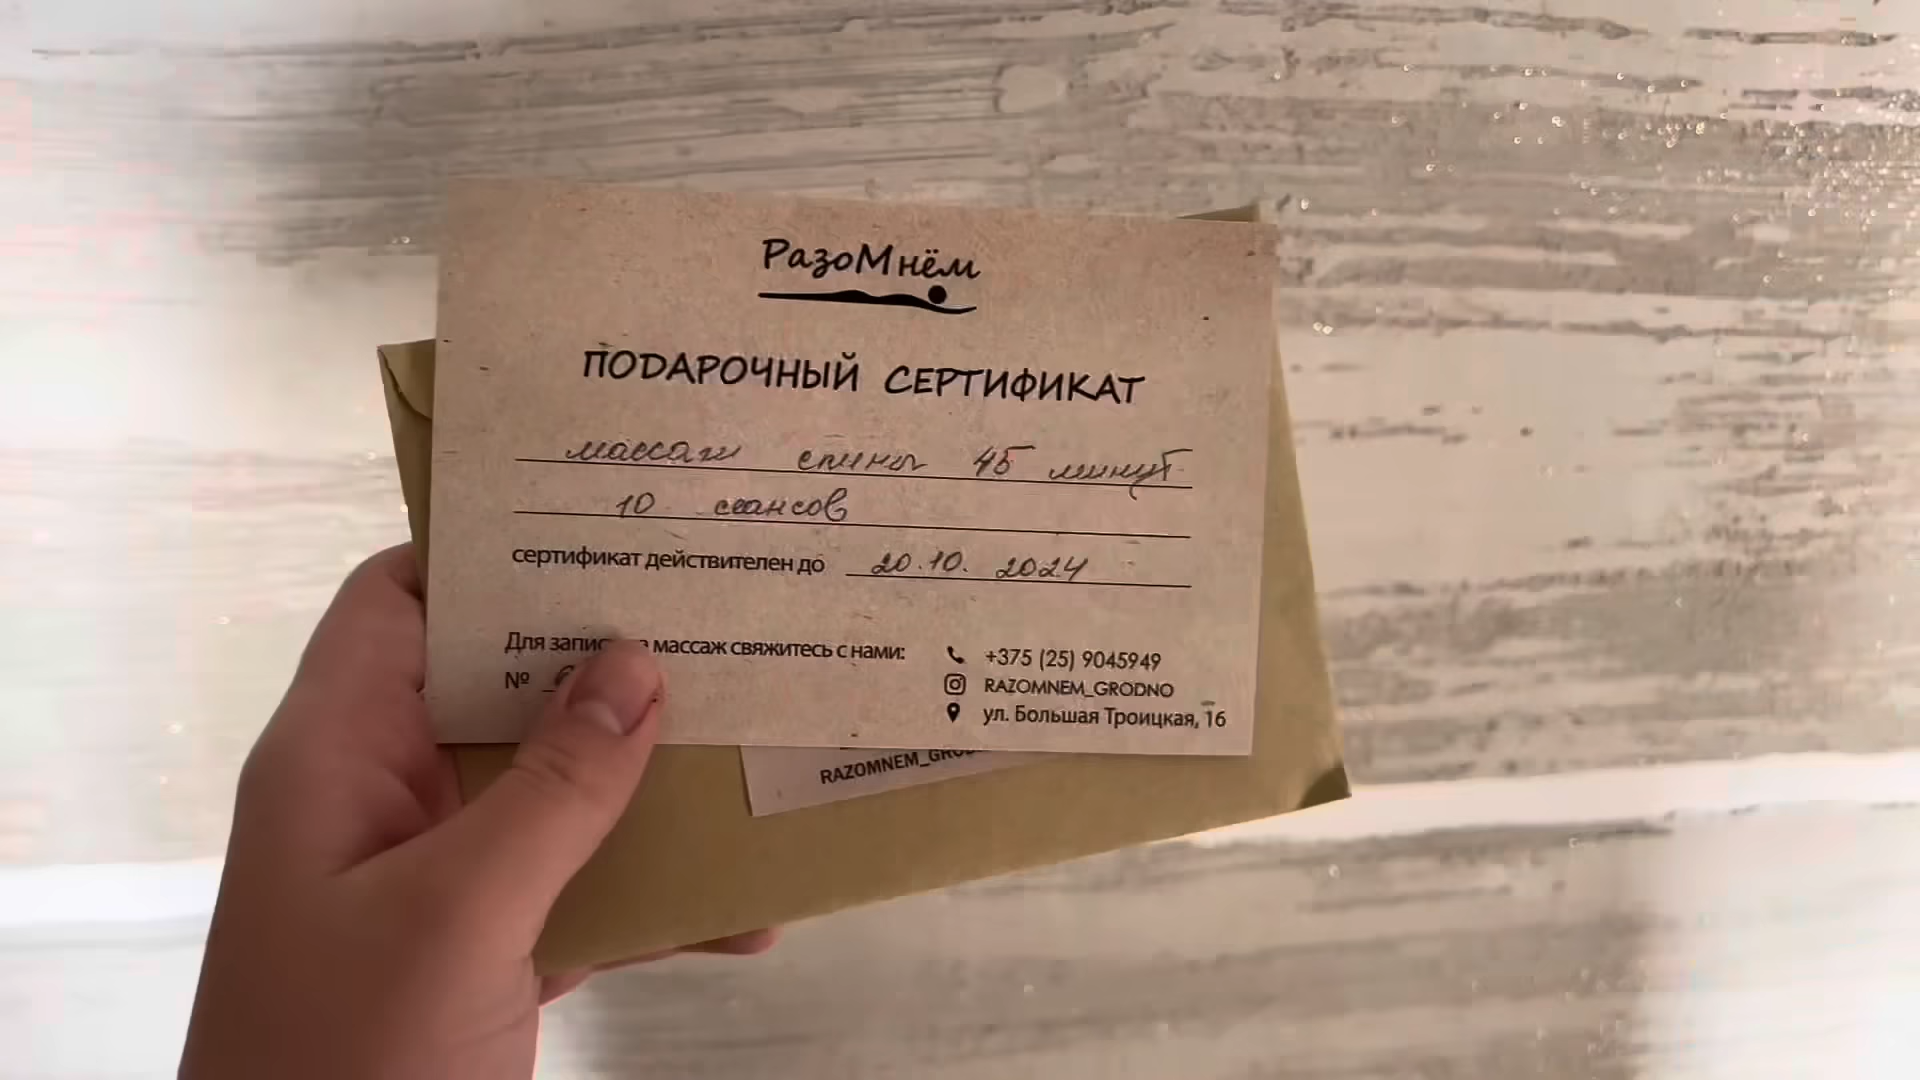 РазоМнём
ПОДАРОЧНЫЙ СЕРТИФИКАТ
массаж спины 45 минут
10 сеансов
сертификат действителен до 20.10.2024
Для массаж свяжитесь с нами:
№
+375 (25) 9045949
RAZOMNEM_GRODNO
ул. Большая Троицкая, 16